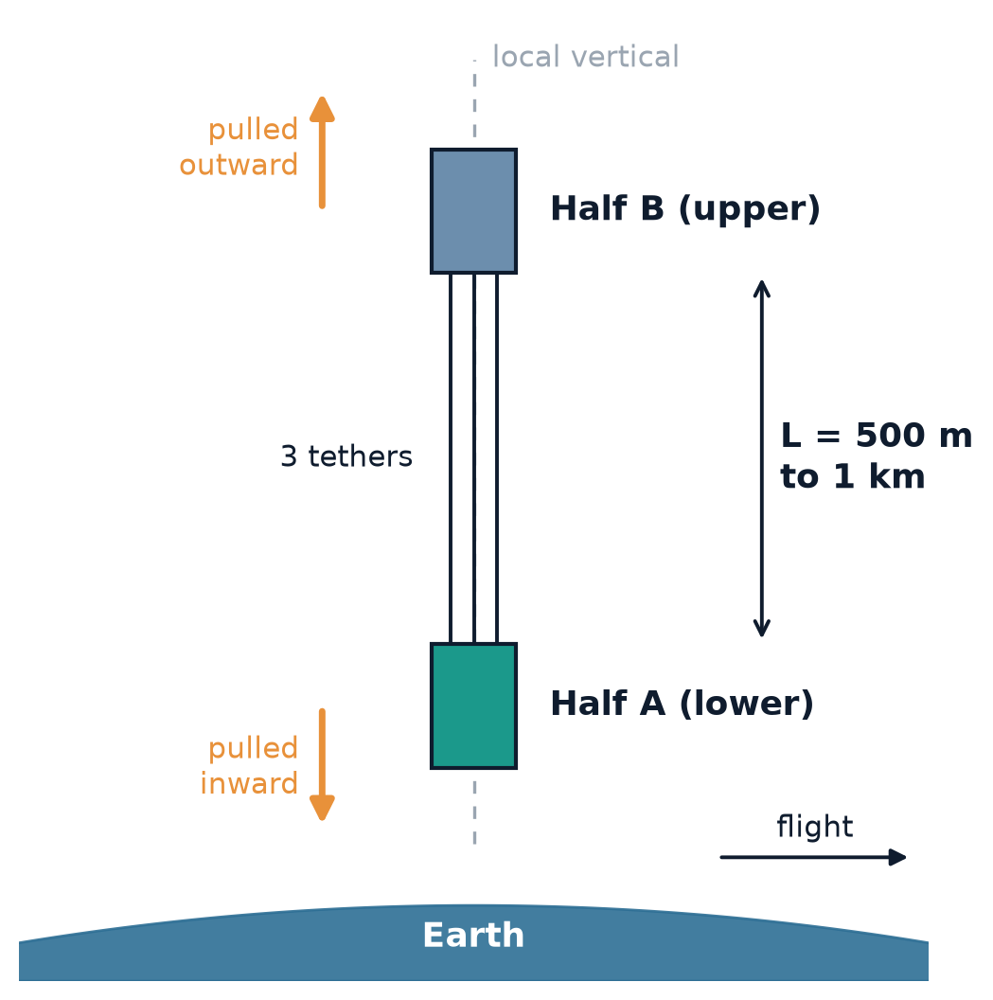 local vertical
pulled
outward
Half B (upper)
L = 500 m
to 1 km
3 tethers
Half A (lower)
pulled
inward
flight
Earth